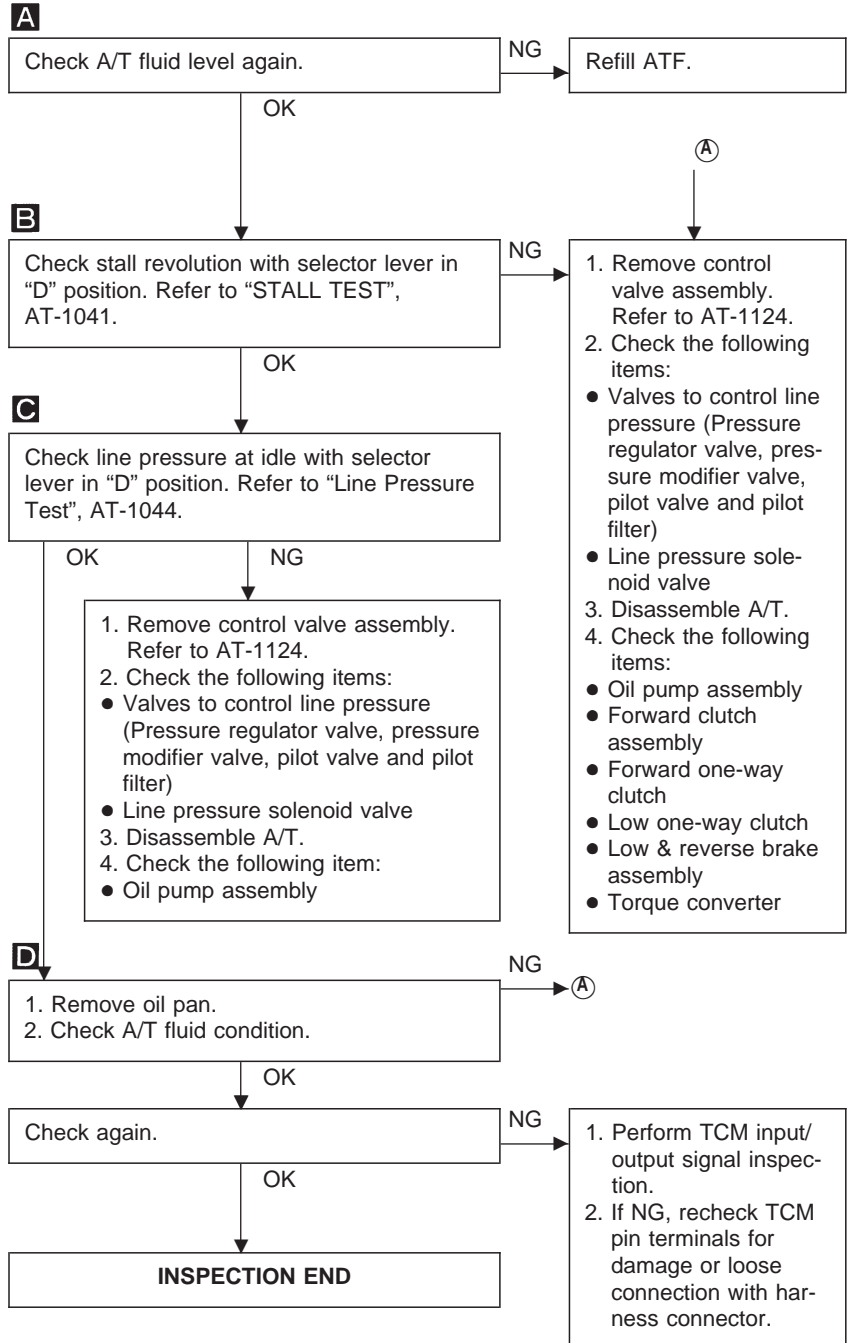 A
Check A/T fluid level again.
NG
Refill ATF.
OK
A
B
Check stall revolution with selector lever in
“D” position. Refer to “STALL TEST”,
AT-1041.
NG
1. Remove control
valve assembly.
Refer to AT-1124.
2. Check the following
items:
● Valves to control line
pressure (Pressure
regulator valve, pres-
sure modifier valve,
pilot valve and pilot
filter)
● Line pressure sole-
noid valve
3. Disassemble A/T.
4. Check the following
items:
● Oil pump assembly
● Forward clutch
assembly
● Forward one-way
clutch
● Low one-way clutch
● Low & reverse brake
assembly
● Torque converter
OK
C
Check line pressure at idle with selector
lever in “D” position. Refer to “Line Pressure
Test”, AT-1044.
OK
NG
1. Remove control valve assembly.
Refer to AT-1124.
2. Check the following items:
● Valves to control line pressure
(Pressure regulator valve, pressure
modifier valve, pilot valve and pilot
filter)
● Line pressure solenoid valve
3. Disassemble A/T.
4. Check the following item:
● Oil pump assembly
D
1. Remove oil pan.
2. Check A/T fluid condition.
NG
A
OK
Check again.
NG
1. Perform TCM input/
output signal inspec-
tion.
2. If NG, recheck TCM
pin terminals for
damage or loose
connection with har-
ness connector.
OK
INSPECTION END